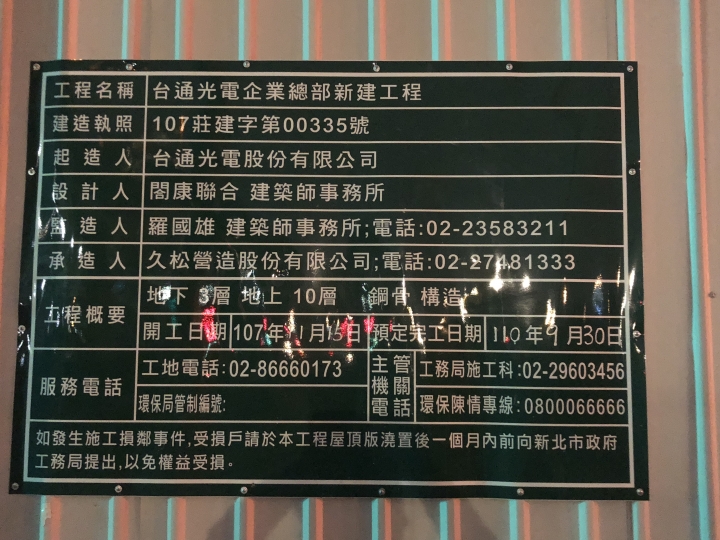 工程名稱 台通光電企業總部新建工程
建造執照 107莊建字第00335號
起造人 台通光電股份有限公司
設計人 閤康聯合 建築師事務所
監造人 羅國雄 建築師事務所;電話:02-23583211
承造人 久松營造股份有限公司;電話:02-27481333
工程概要 地下 3層 地上 10層 鋼骨 構造
開工日期 107年11月15日 預定完工日期 110年9月30日
服務電話 工地電話:02-86660173 主管機關電話 工務局施工科:02-29603456
環保局管制編號: 環保陳情專線:0800066666
如發生施工損鄰事件,受損戶請於本工程屋頂版澆置後一個月內前向新北市政府
工務局提出,以免權益受損。